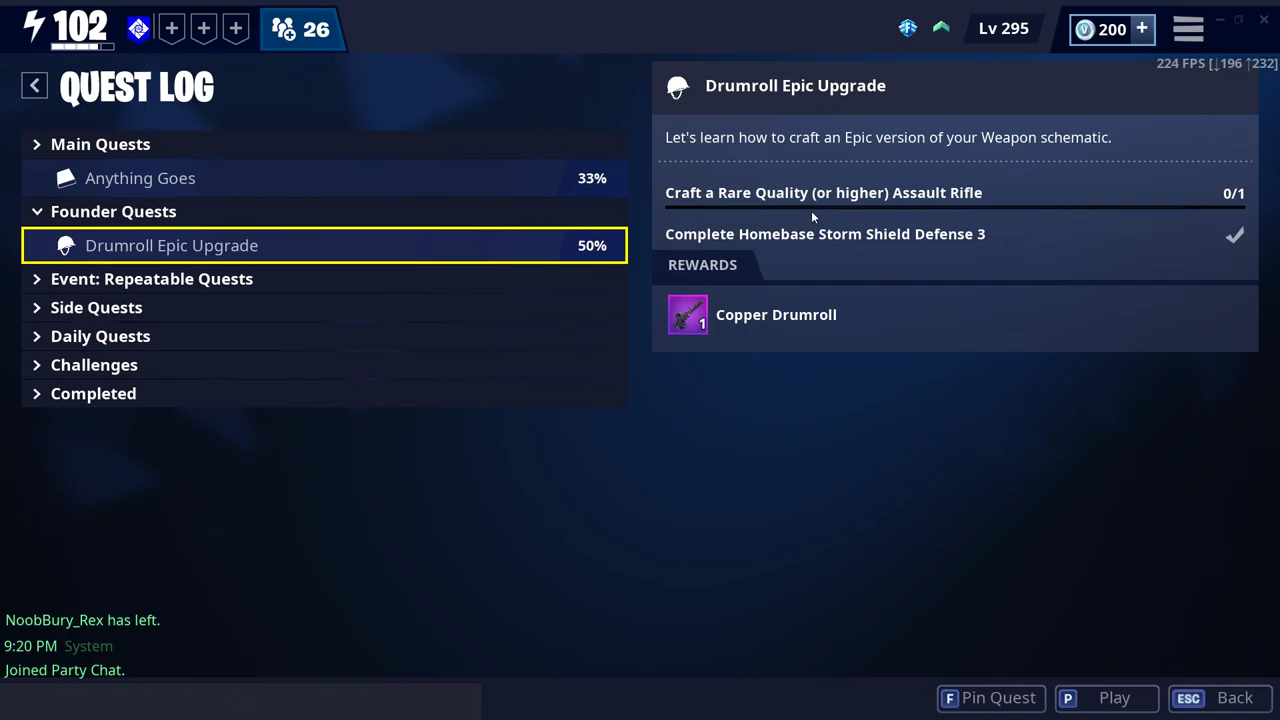 102
26
Lv 295
200
224 FPS [↓196 ↑232]
QUEST LOG
Main Quests
Anything Goes 33%
Founder Quests
Drumroll Epic Upgrade 50%
Event: Repeatable Quests
Side Quests
Daily Quests
Challenges
Completed
Drumroll Epic Upgrade
Let's learn how to craft an Epic version of your Weapon schematic.
Craft a Rare Quality (or higher) Assault Rifle 0/1
Complete Homebase Storm Shield Defense 3
REWARDS
1 Copper Drumroll
NoobBury_Rex has left.
9:20 PM System
Joined Party Chat.
F Pin Quest P Play ESC Back